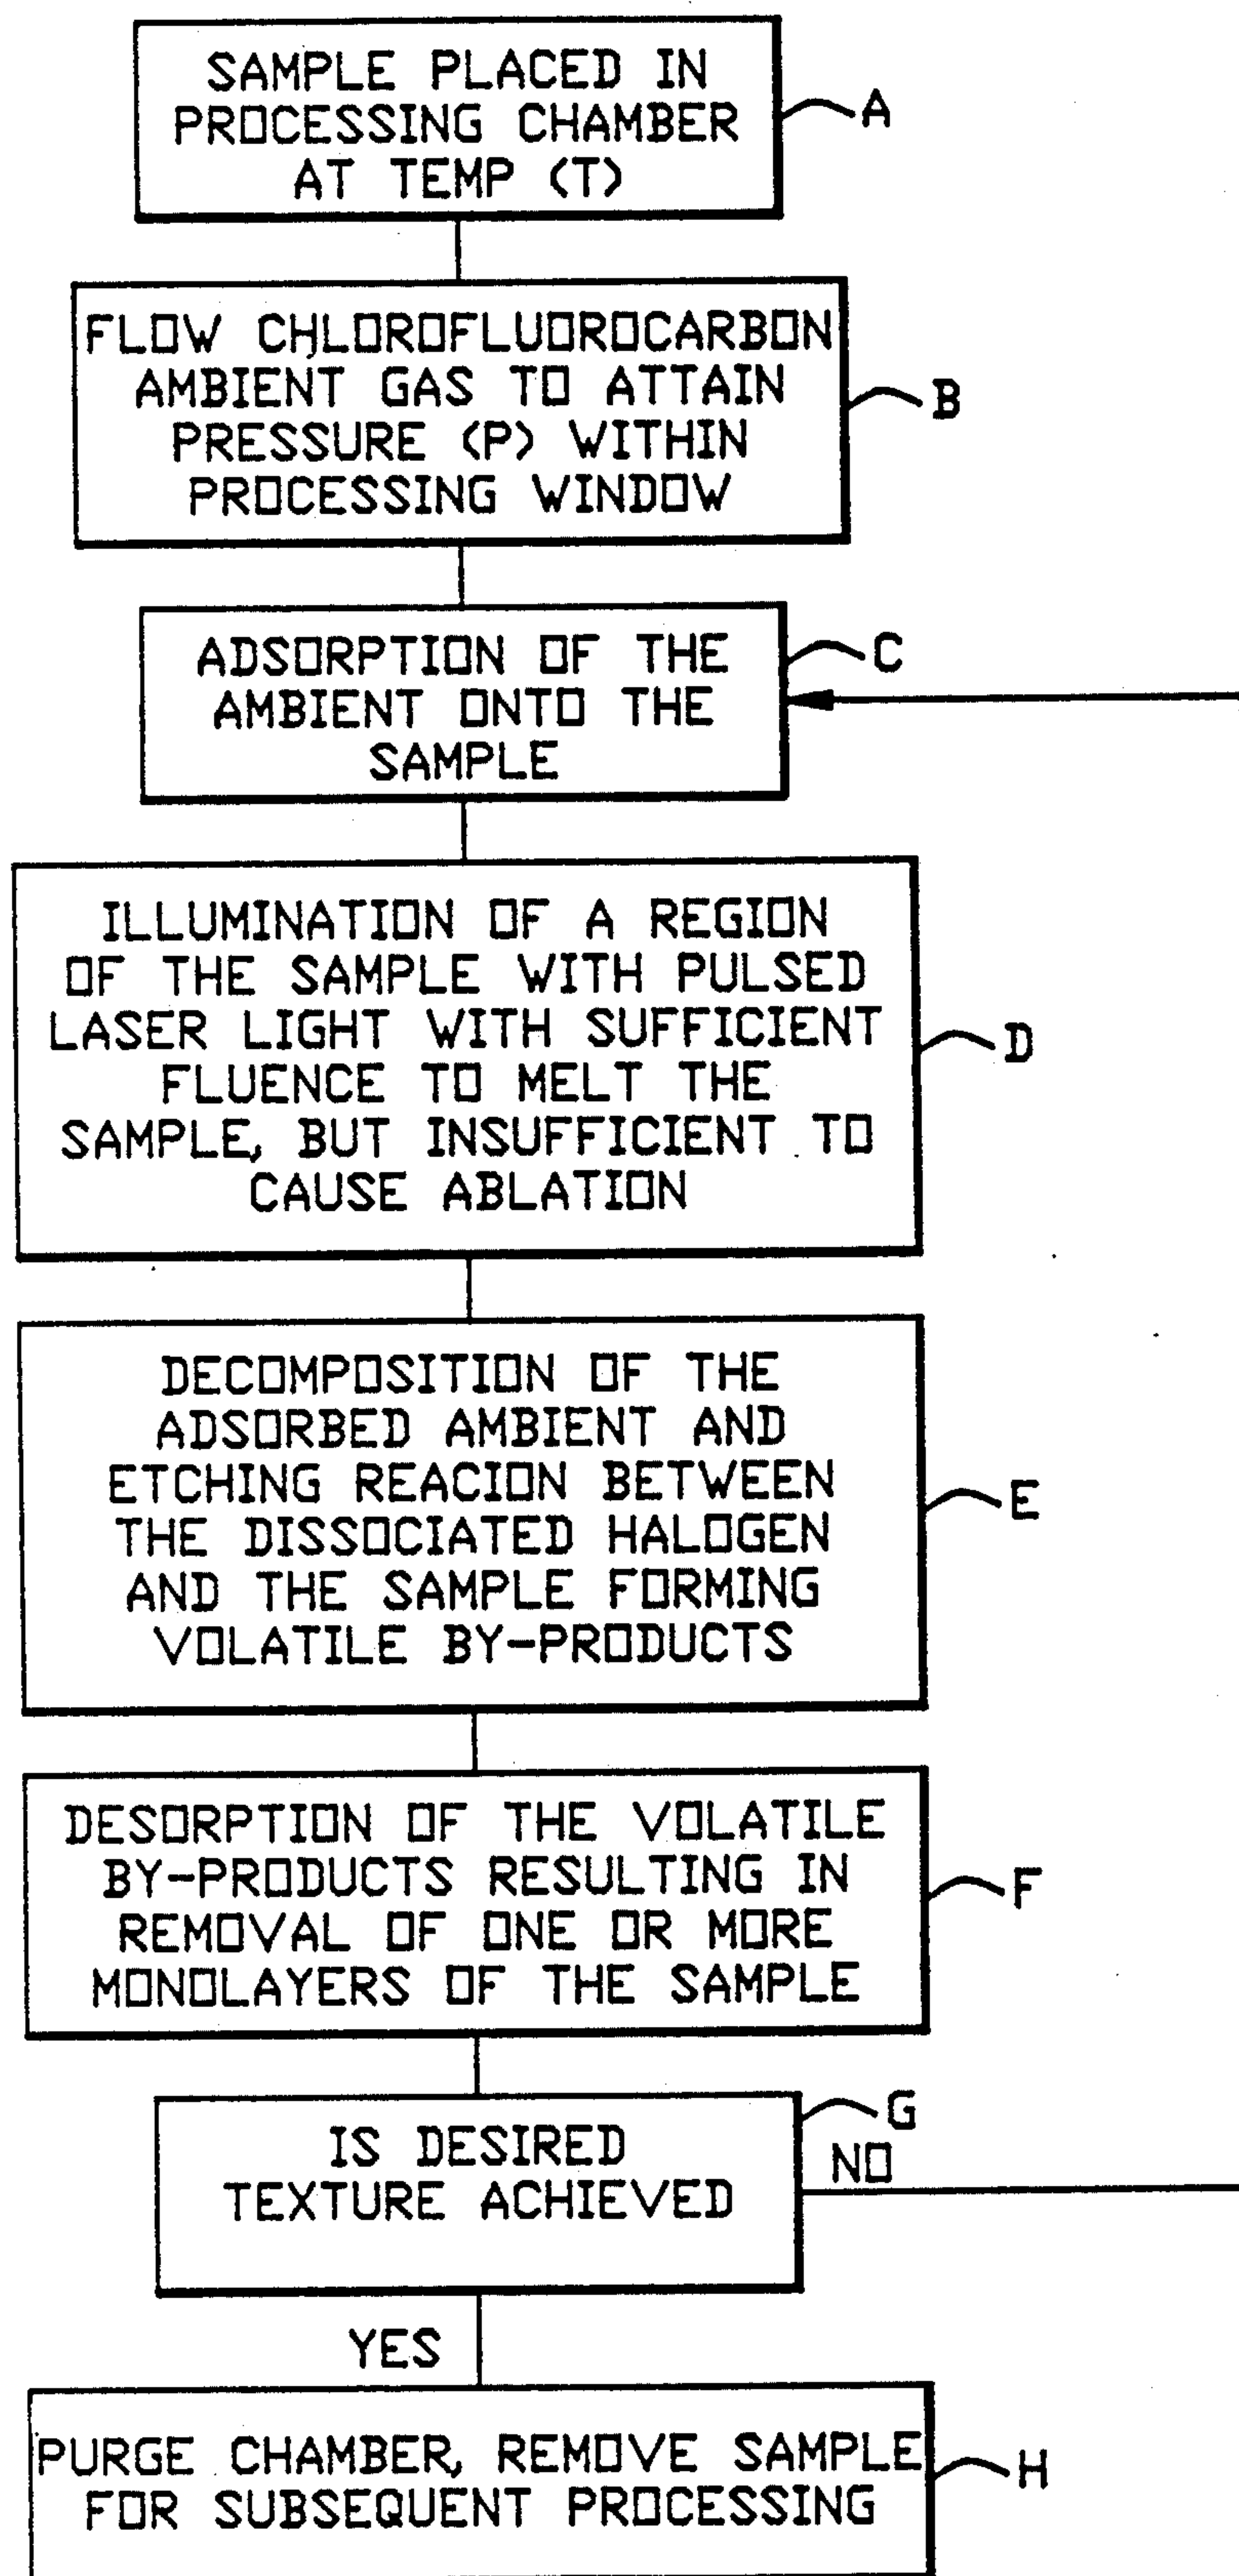 SAMPLE PLACED IN
PROCESSING CHAMBER
AT TEMP (T)
A
FLOW CHLOROFLUOROCARBON
AMBIENT GAS TO ATTAIN
PRESSURE (P) WITHIN
PROCESSING WINDOW
B
ADSORPTION OF THE
AMBIENT ONTO THE
SAMPLE
C
ILLUMINATION OF A REGION
OF THE SAMPLE WITH PULSED
LASER LIGHT WITH SUFFICIENT
FLUENCE TO MELT THE
SAMPLE, BUT INSUFFICIENT TO
CAUSE ABLATION
D
DECOMPOSITION OF THE
ADSORBED AMBIENT AND
ETCHING REACION BETWEEN
THE DISSOCIATED HALOGEN
AND THE SAMPLE FORMING
VOLATILE BY-PRODUCTS
E
DESORPTION OF THE VOLATILE
BY-PRODUCTS RESULTING IN
REMOVAL OF ONE OR MORE
MONOLAYERS OF THE SAMPLE
F
IS DESIRED
TEXTURE ACHIEVED
G
NO
YES
PURGE CHAMBER, REMOVE SAMPLE
FOR SUBSEQUENT PROCESSING
H